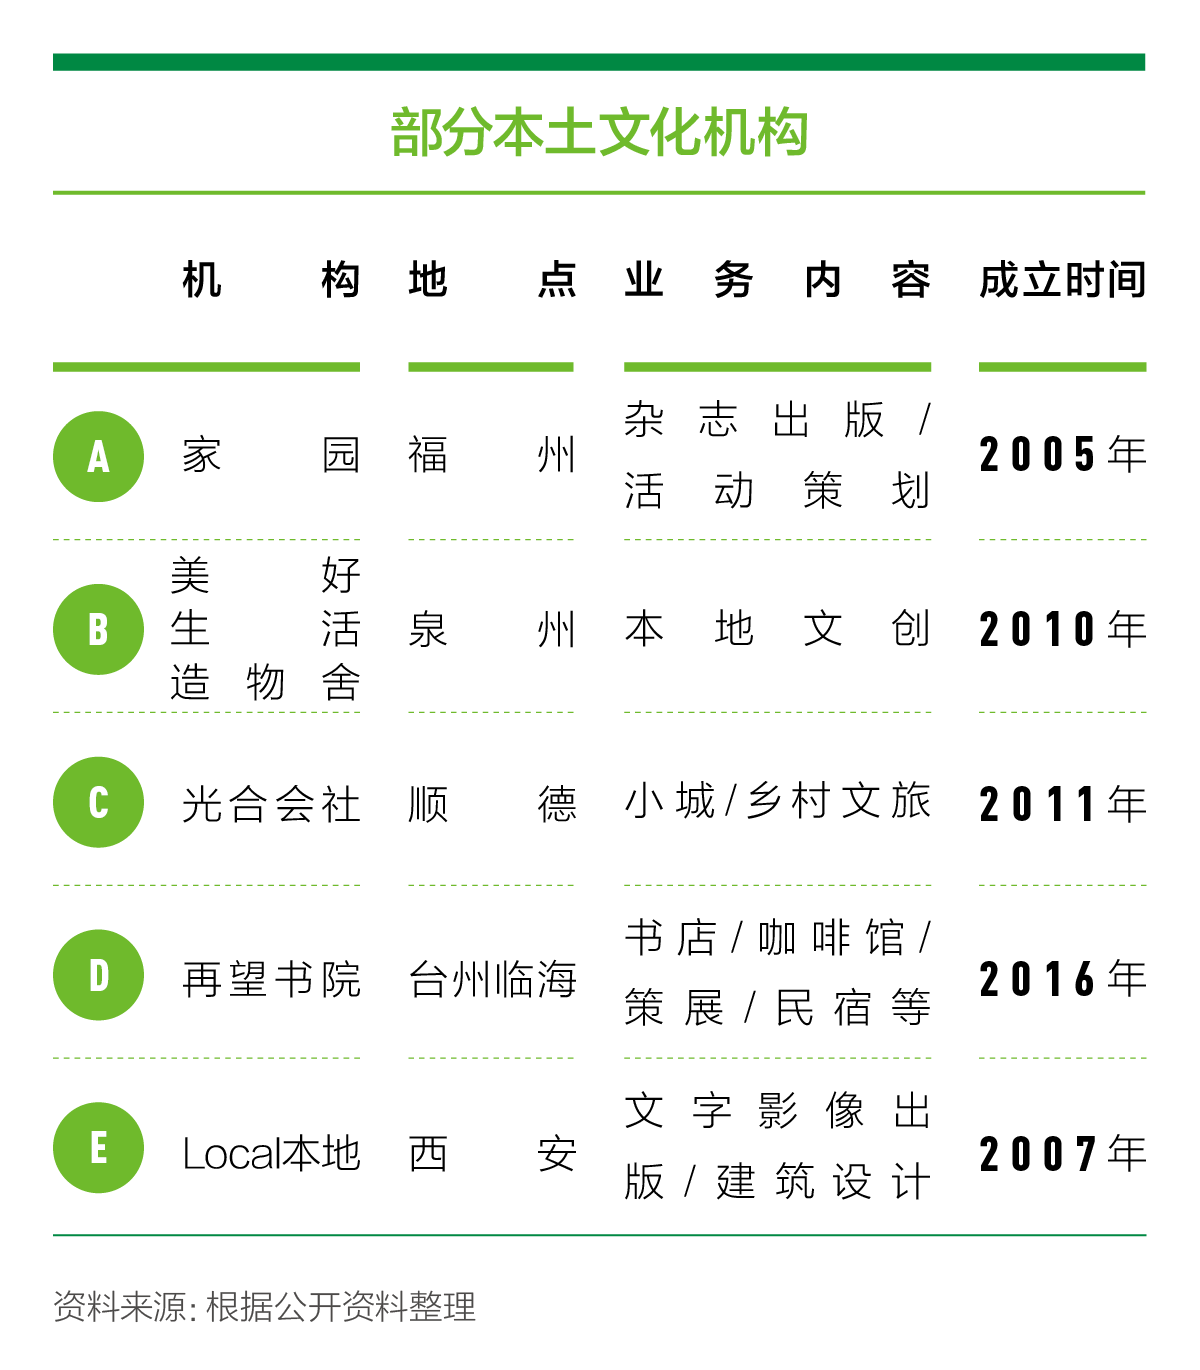 部分本土文化机构
机构 地点 业务内容 成立时间
A 家园 福州 杂志出版/
活动策划 2005年
B 美好
生活
造物舍 泉州 本地文创 2010年
C 光合会社 顺德 小城/乡村文旅 2011年
D 再望书院 台州临海 书店/咖啡馆/
策展/民宿等 2016年
E Local本地 西安 文字影像出
版/建筑设计 2007年
资料来源：根据公开资料整理